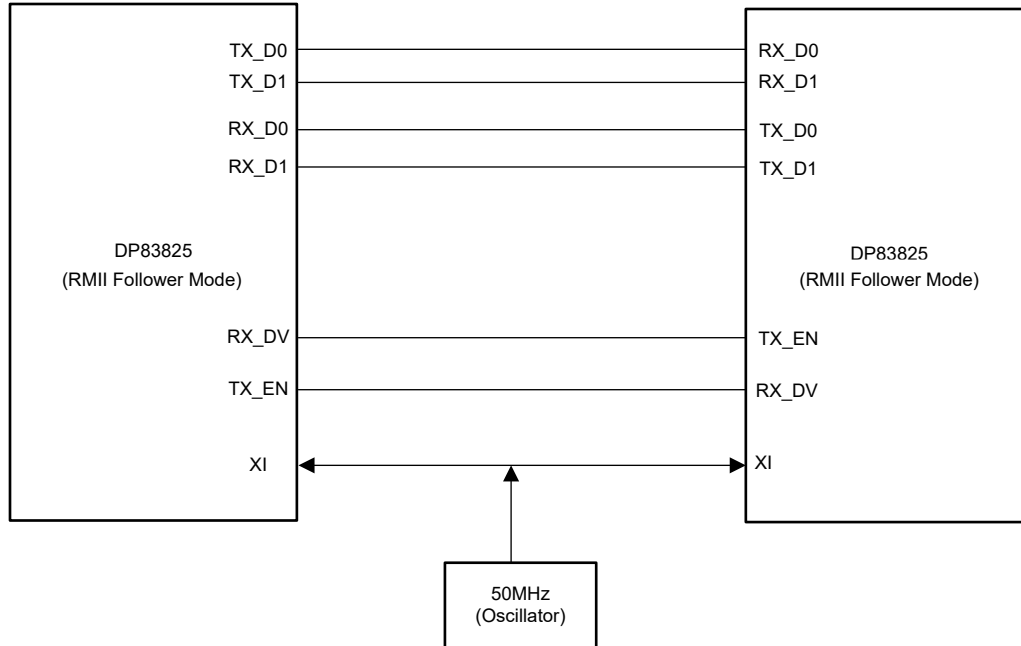 TX_D0
TX_D1
RX_D0
RX_D1
DP83825
(RMII Follower Mode)
RX_DV
TX_EN
XI
RX_D0
RX_D1
TX_D0
TX_D1
DP83825
(RMII Follower Mode)
TX_EN
RX_DV
XI
50MHz
(Oscillator)